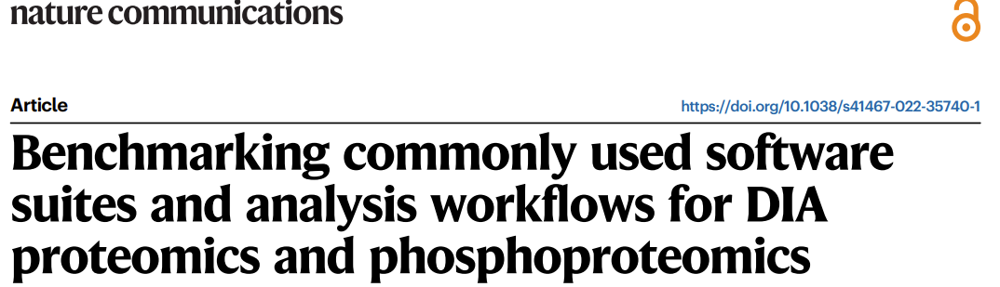 nature communications
Article
https://doi.org/10.1038/s41467-022-35740-1
Benchmarking commonly used software
suites and analysis workflows for DIA
proteomics and phosphoproteomics